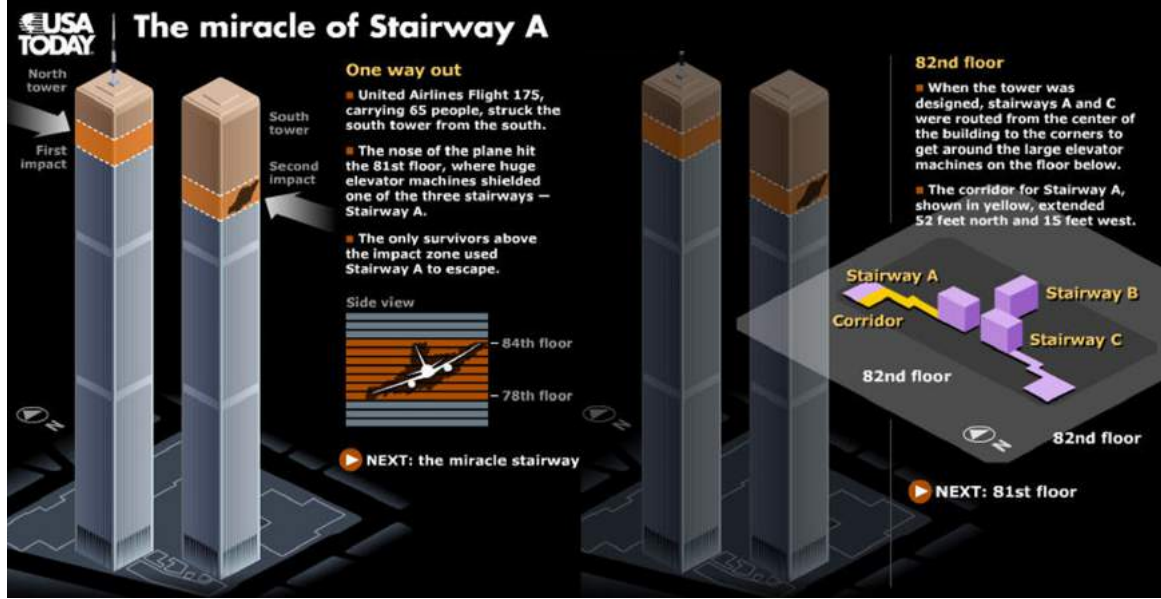 USA
TODAY
The miracle of Stairway A
North
tower
First
impact
South
tower
Second
impact
One way out
■ United Airlines Flight 175,
carrying 65 people, struck the
south tower from the south.
■ The nose of the plane hit
the 81st floor, where huge
elevator machines shielded
one of the three stairways —
Stairway A.
■ The only survivors above
the impact zone used
Stairway A to escape.
Side view
84th floor
78th floor
N
NEXT: the miracle stairway
82nd floor
■ When the tower was
designed, stairways A and C
were routed from the center of
the building to the corners to
get around the large elevator
machines on the floor below.
■ The corridor for Stairway A,
shown in yellow, extended
52 feet north and 15 feet west.
Stairway A
Stairway B
Corridor
Stairway C
82nd floor
N
82nd floor
N
NEXT: 81st floor